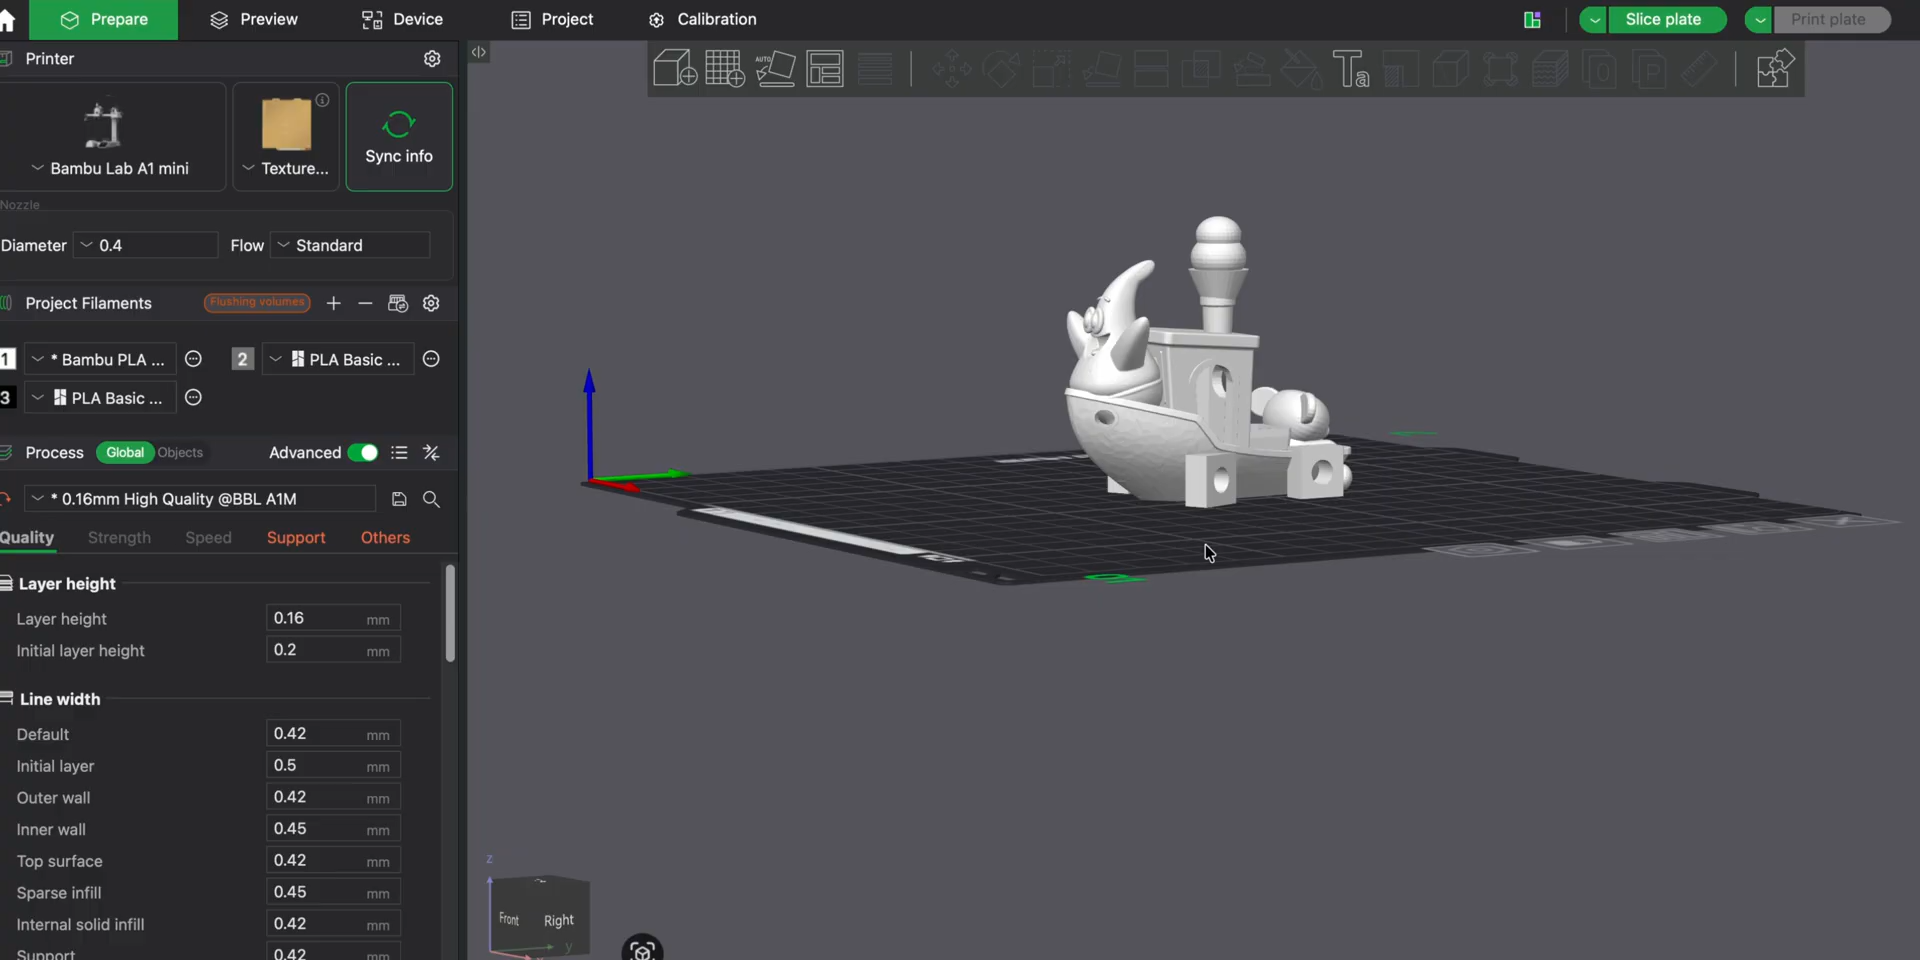 Prepare
Preview
Device
Project
Calibration
Slice plate
Print plate
Printer
AUTO
Ta
Bambu Lab A1 mini
Texture...
Sync info
Nozzle
Diameter
0.4
Flow
Standard
Project Filaments
Flushing volumes
1
* Bambu PLA ...
2
PLA Basic ...
3
PLA Basic ...
Process
Global
Objects
Advanced
* 0.16mm High Quality @BBL A1M
Quality
Strength
Speed
Support
Others
Layer height
Layer height 0.16 mm
Initial layer height 0.2 mm
Line width
Default 0.42 mm
Initial layer 0.5 mm
Outer wall 0.42 mm
Inner wall 0.45 mm
Top surface 0.42 mm
Sparse infill 0.45 mm
Internal solid infill 0.42 mm
Support 0.42 mm
z
Front
Right
y